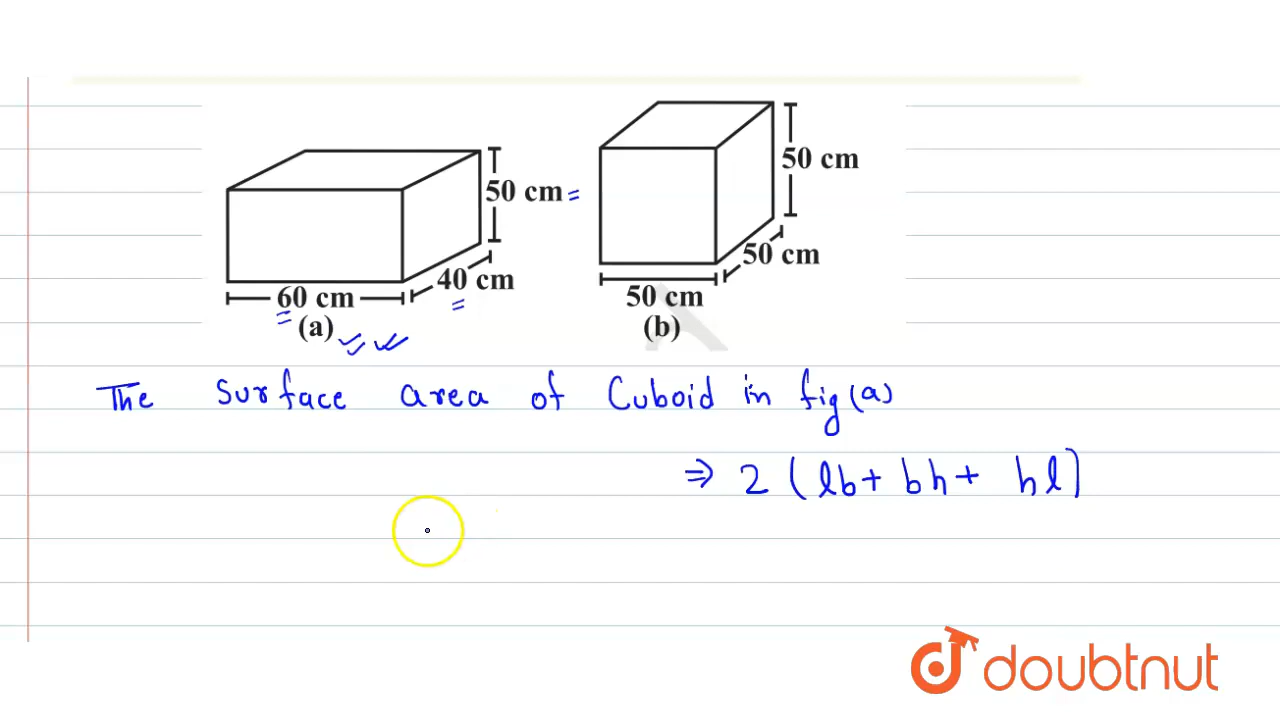 50 cm
50 cm =
50 cm
40 cm
60 cm
50 cm
(a)
(b)
The surface area of Cuboid in fig(a)
⇒ 2 (lb + bh + hl)
doubtnut